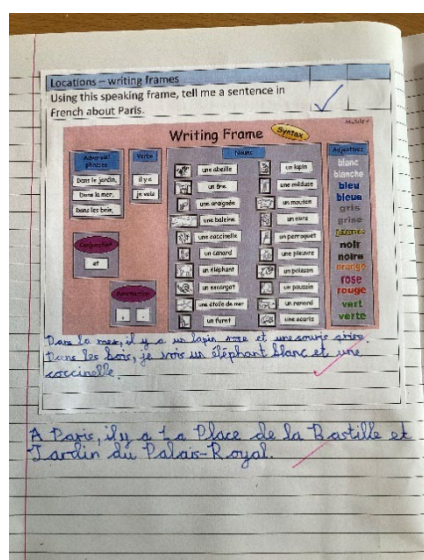 Locations – writing frames
Using this speaking frame, tell me a sentence in
French about Paris.
Writing Frame
Syntax
Adverbial phrases
Dans le jardin,
Dans la mer,
Dans les bois,
Verbs
il y a
je vois
Conjunction
et
Nouns
une abeille
un âne
une araignée
une baleine
une coccinelle
un canard
un éléphant
un escargot
une étoile de mer
un furet
un lapin
une méduse
un mouton
un ours
un perroquet
une pieuvre
un poisson
un poussin
un renard
une souris
Adjectives
blanc
blanche
bleu
bleue
gris
grise
jaune
noir
noire
orange
rose
rouge
vert
verte
Dans la mer, il y a un lapin rose et une souris grise.
Dans les bois, je vois un éléphant blanc et une
coccinelle.
A Paris, il y a La Place de la Bastille et
Jardin du Palais-Royal.